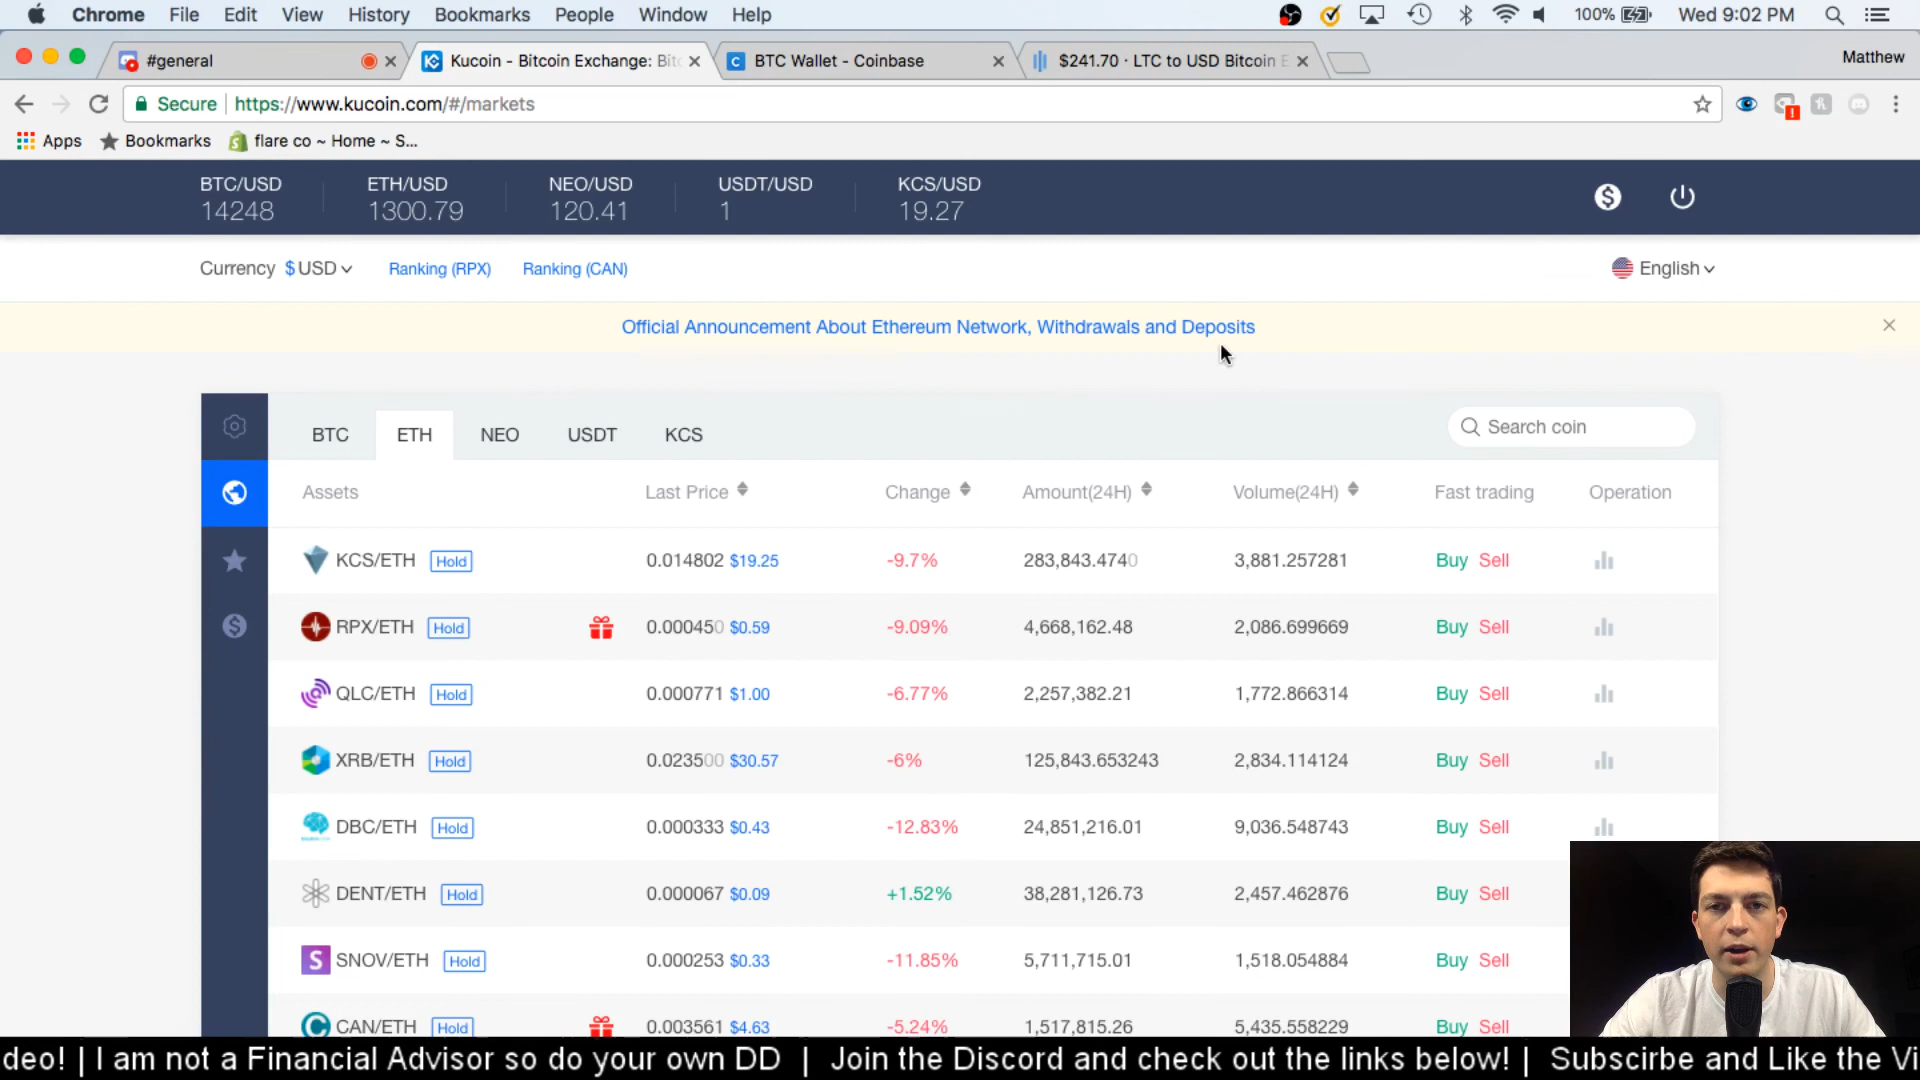 Chrome File Edit View History Bookmarks People Window Help 100% Wed 9:02 PM
#general Kucoin - Bitcoin Exchange: Bitc BTC Wallet - Coinbase $241.70 · LTC to USD Bitcoin E Matthew
Secure https://www.kucoin.com/#/markets
Apps Bookmarks flare co ~ Home ~ S...
BTC/USD ETH/USD NEO/USD USDT/USD KCS/USD
14248 1300.79 120.41 1 19.27
Currency $ USD Ranking (RPX) Ranking (CAN) English
Official Announcement About Ethereum Network, Withdrawals and Deposits
BTC ETH NEO USDT KCS Search coin
Assets Last Price Change Amount(24H) Volume(24H) Fast trading Operation
KCS/ETH Hold 0.014802 $19.25 -9.7% 283,843.4740 3,881.257281 Buy Sell
RPX/ETH Hold 0.000450 $0.59 -9.09% 4,668,162.48 2,086.699669 Buy Sell
QLC/ETH Hold 0.000771 $1.00 -6.77% 2,257,382.21 1,772.866314 Buy Sell
XRB/ETH Hold 0.023500 $30.57 -6% 125,843.653243 2,834.114124 Buy Sell
DBC/ETH Hold 0.000333 $0.43 -12.83% 24,851,216.01 9,036.548743 Buy Sell
DENT/ETH Hold 0.000067 $0.09 +1.52% 38,281,126.73 2,457.462876 Buy Sell
S SNOV/ETH Hold 0.000253 $0.33 -11.85% 5,711,715.01 1,518.054884 Buy Sell
CAN/ETH Hold 0.003561 $4.63 -5.24% 1,517,815.26 5,435.558229 Buy Sell
deo! | I am not a Financial Advisor so do your own DD | Join the Discord and check out the links below! | Subscirbe and Like the Vi